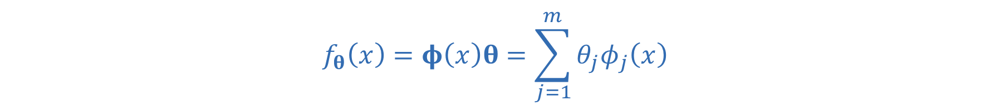 f_𝛉(x) = 𝛟(x)𝛉 = ∑_{j=1}^{m} θ_j ϕ_j(x)